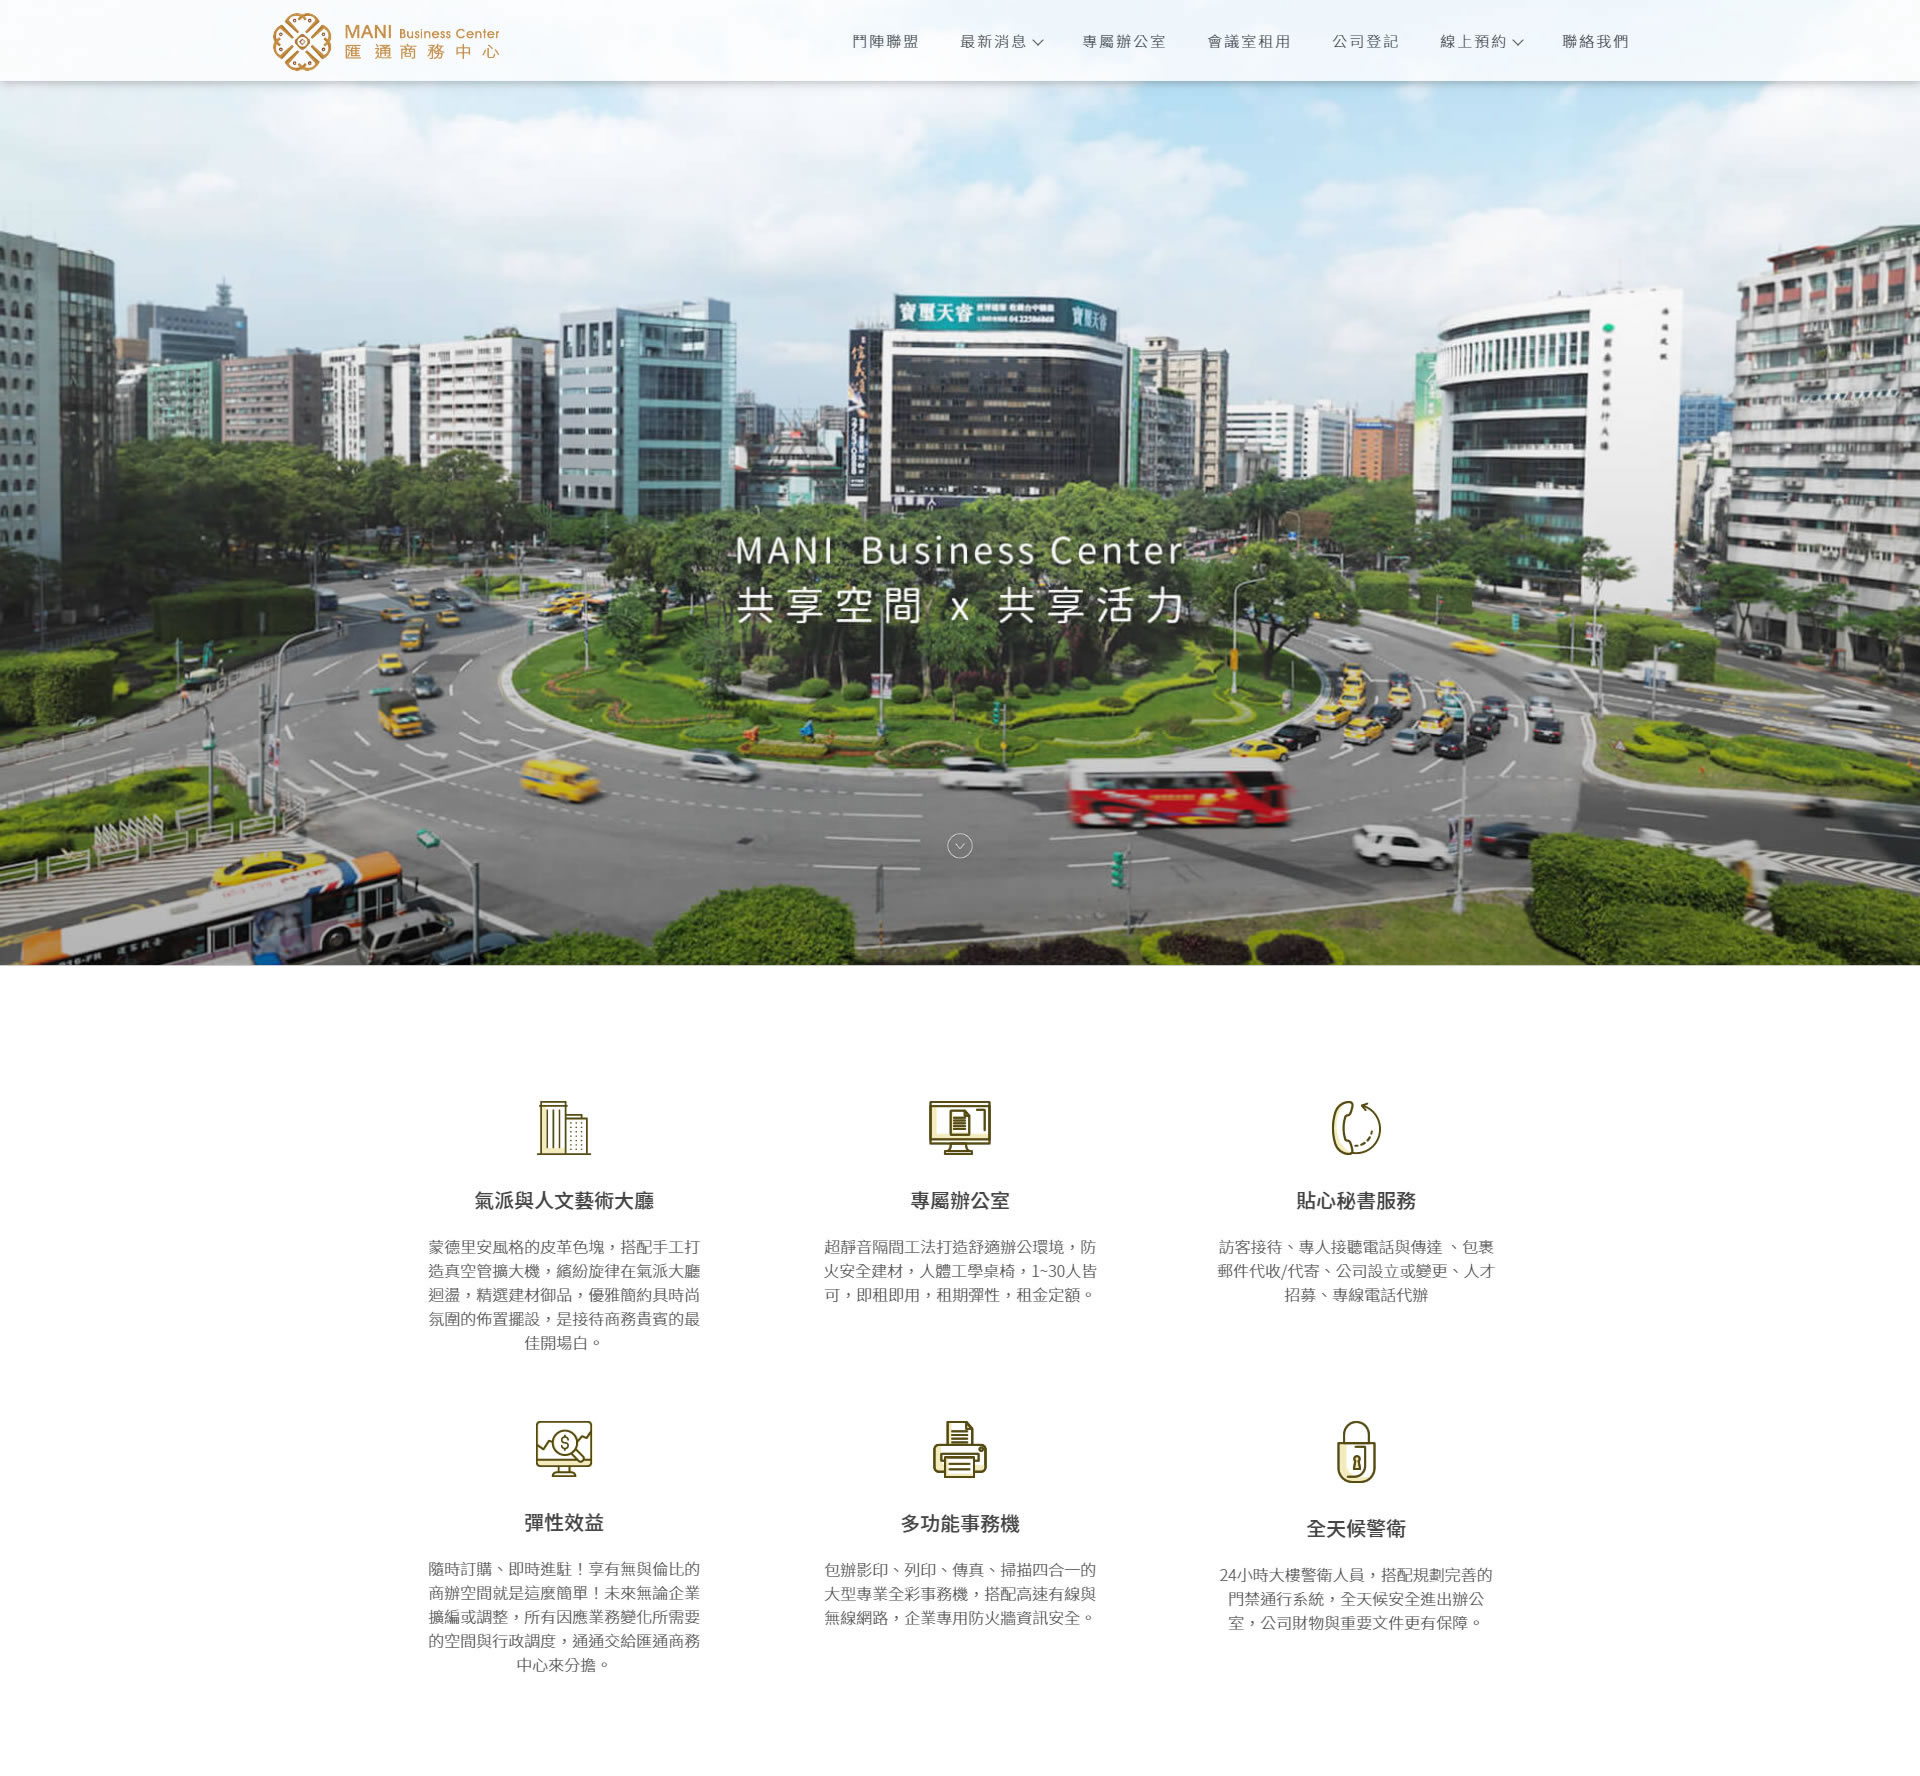 MANI Business Center
匯通商務中心
鬥陣聯盟
最新消息
專屬辦公室
會議室租用
公司登記
線上預約
聯絡我們
寶璽天睿
寶璽天睿
MANI Business Center
共享空間 x 共享活力
氣派與人文藝術大廳
蒙德里安風格的皮革色塊，搭配手工打
造真空管擴大機，繽紛旋律在氣派大廳
迴盪，精選建材御品，優雅簡約具時尚
氛圍的佈置擺設，是接待商務貴賓的最
佳開場白。
專屬辦公室
超靜音隔間工法打造舒適辦公環境，防
火安全建材，人體工學桌椅，1~30人皆
可，即租即用，租期彈性，租金定額。
貼心秘書服務
訪客接待、專人接聽電話與傳達 、包裹
郵件代收/代寄、公司設立或變更、人才
招募、專線電話代辦
彈性效益
隨時訂購、即時進駐！享有無與倫比的
商辦空間就是這麼簡單！未來無論企業
擴編或調整，所有因應業務變化所需要
的空間與行政調度，通通交給匯通商務
中心來分擔。
多功能事務機
包辦影印、列印、傳真、掃描四合一的
大型專業全彩事務機，搭配高速有線與
無線網路，企業專用防火牆資訊安全。
全天候警衛
24小時大樓警衛人員，搭配規劃完善的
門禁通行系統，全天候安全進出辦公
室，公司財物與重要文件更有保障。